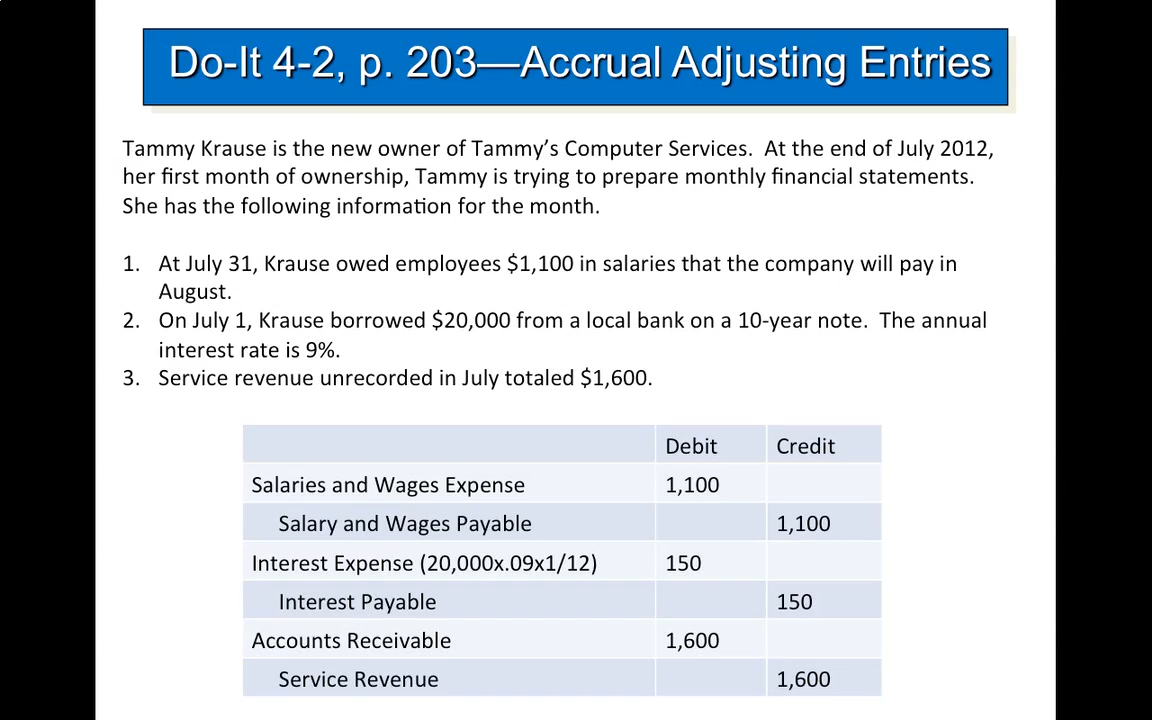 Do-It 4-2, p. 203—Accrual Adjusting Entries
Tammy Krause is the new owner of Tammy’s Computer Services.  At the end of July 2012,
her first month of ownership, Tammy is trying to prepare monthly financial statements.
She has the following information for the month.
1. At July 31, Krause owed employees $1,100 in salaries that the company will pay in
August.
2. On July 1, Krause borrowed $20,000 from a local bank on a 10-year note.  The annual
interest rate is 9%.
3. Service revenue unrecorded in July totaled $1,600.
Debit Credit
Salaries and Wages Expense 1,100
Salary and Wages Payable 1,100
Interest Expense (20,000x.09x1/12) 150
Interest Payable 150
Accounts Receivable 1,600
Service Revenue 1,600